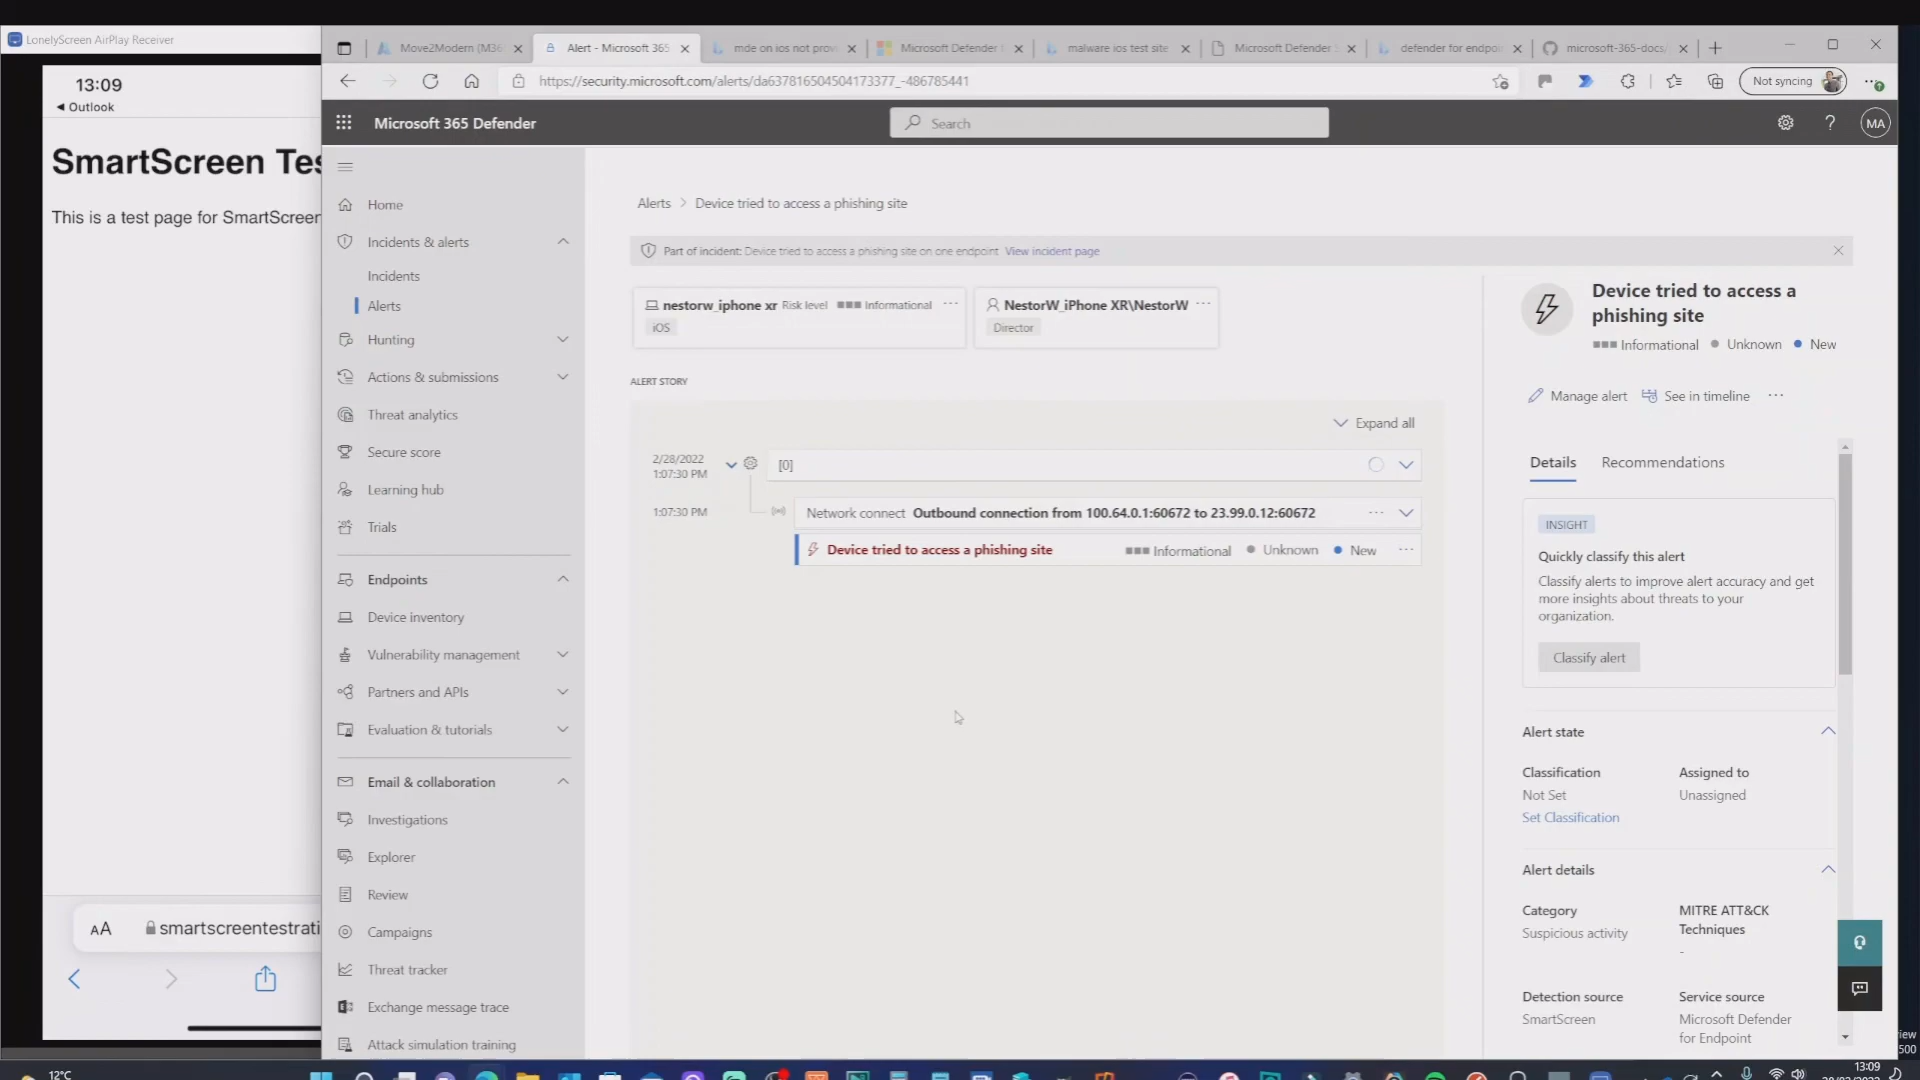 LonelyScreen AirPlay Receiver
13:09
◀ Outlook
SmartScreen Tes
This is a test page for SmartScreen
AA smartscreentestrati
Move2Modern (M36
Alert - Microsoft 365
mde on ios not prov
Microsoft Defender
malware ios test site
Microsoft Defender S
defender for endpoi
microsoft-365-docs/
https://security.microsoft.com/alerts/da637816504504173377_-486785441
Not syncing
Microsoft 365 Defender
Search
MA
Home
Incidents & alerts
Incidents
Alerts
Hunting
Actions & submissions
Threat analytics
Secure score
Learning hub
Trials
Endpoints
Device inventory
Vulnerability management
Partners and APIs
Evaluation & tutorials
Email & collaboration
Investigations
Explorer
Review
Campaigns
Threat tracker
Exchange message trace
Attack simulation training
Alerts > Device tried to access a phishing site
Part of incident: Device tried to access a phishing site on one endpoint View incident page
nestorw_iphone xr Risk level Informational ...
iOS
NestorW_iPhone XR\NestorW ...
Director
ALERT STORY
Expand all
2/28/2022
1:07:30 PM
[0]
1:07:30 PM
Network connect Outbound connection from 100.64.0.1:60672 to 23.99.0.12:60672 ...
Device tried to access a phishing site Informational Unknown New ...
Device tried to access a
phishing site
Informational Unknown New
Manage alert See in timeline ...
Details Recommendations
INSIGHT
Quickly classify this alert
Classify alerts to improve alert accuracy and get
more insights about threats to your
organization.
Classify alert
Alert state
Classification
Not Set
Set Classification
Assigned to
Unassigned
Alert details
Category
Suspicious activity
MITRE ATT&CK
Techniques
-
Detection source
SmartScreen
Service source
Microsoft Defender
for Endpoint
12°C
13:09